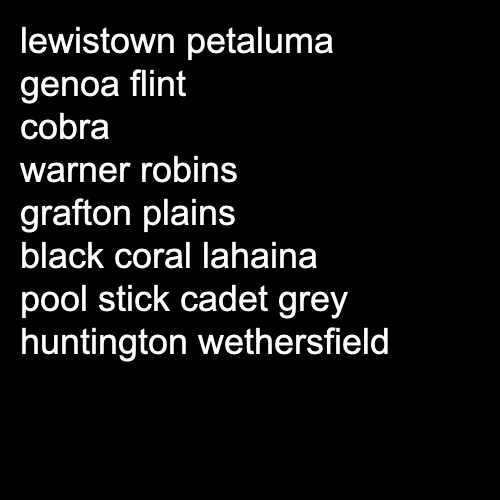 lewistown petaluma
genoa flint
cobra
warner robins
grafton plains
black coral lahaina
pool stick cadet grey
huntington wethersfield